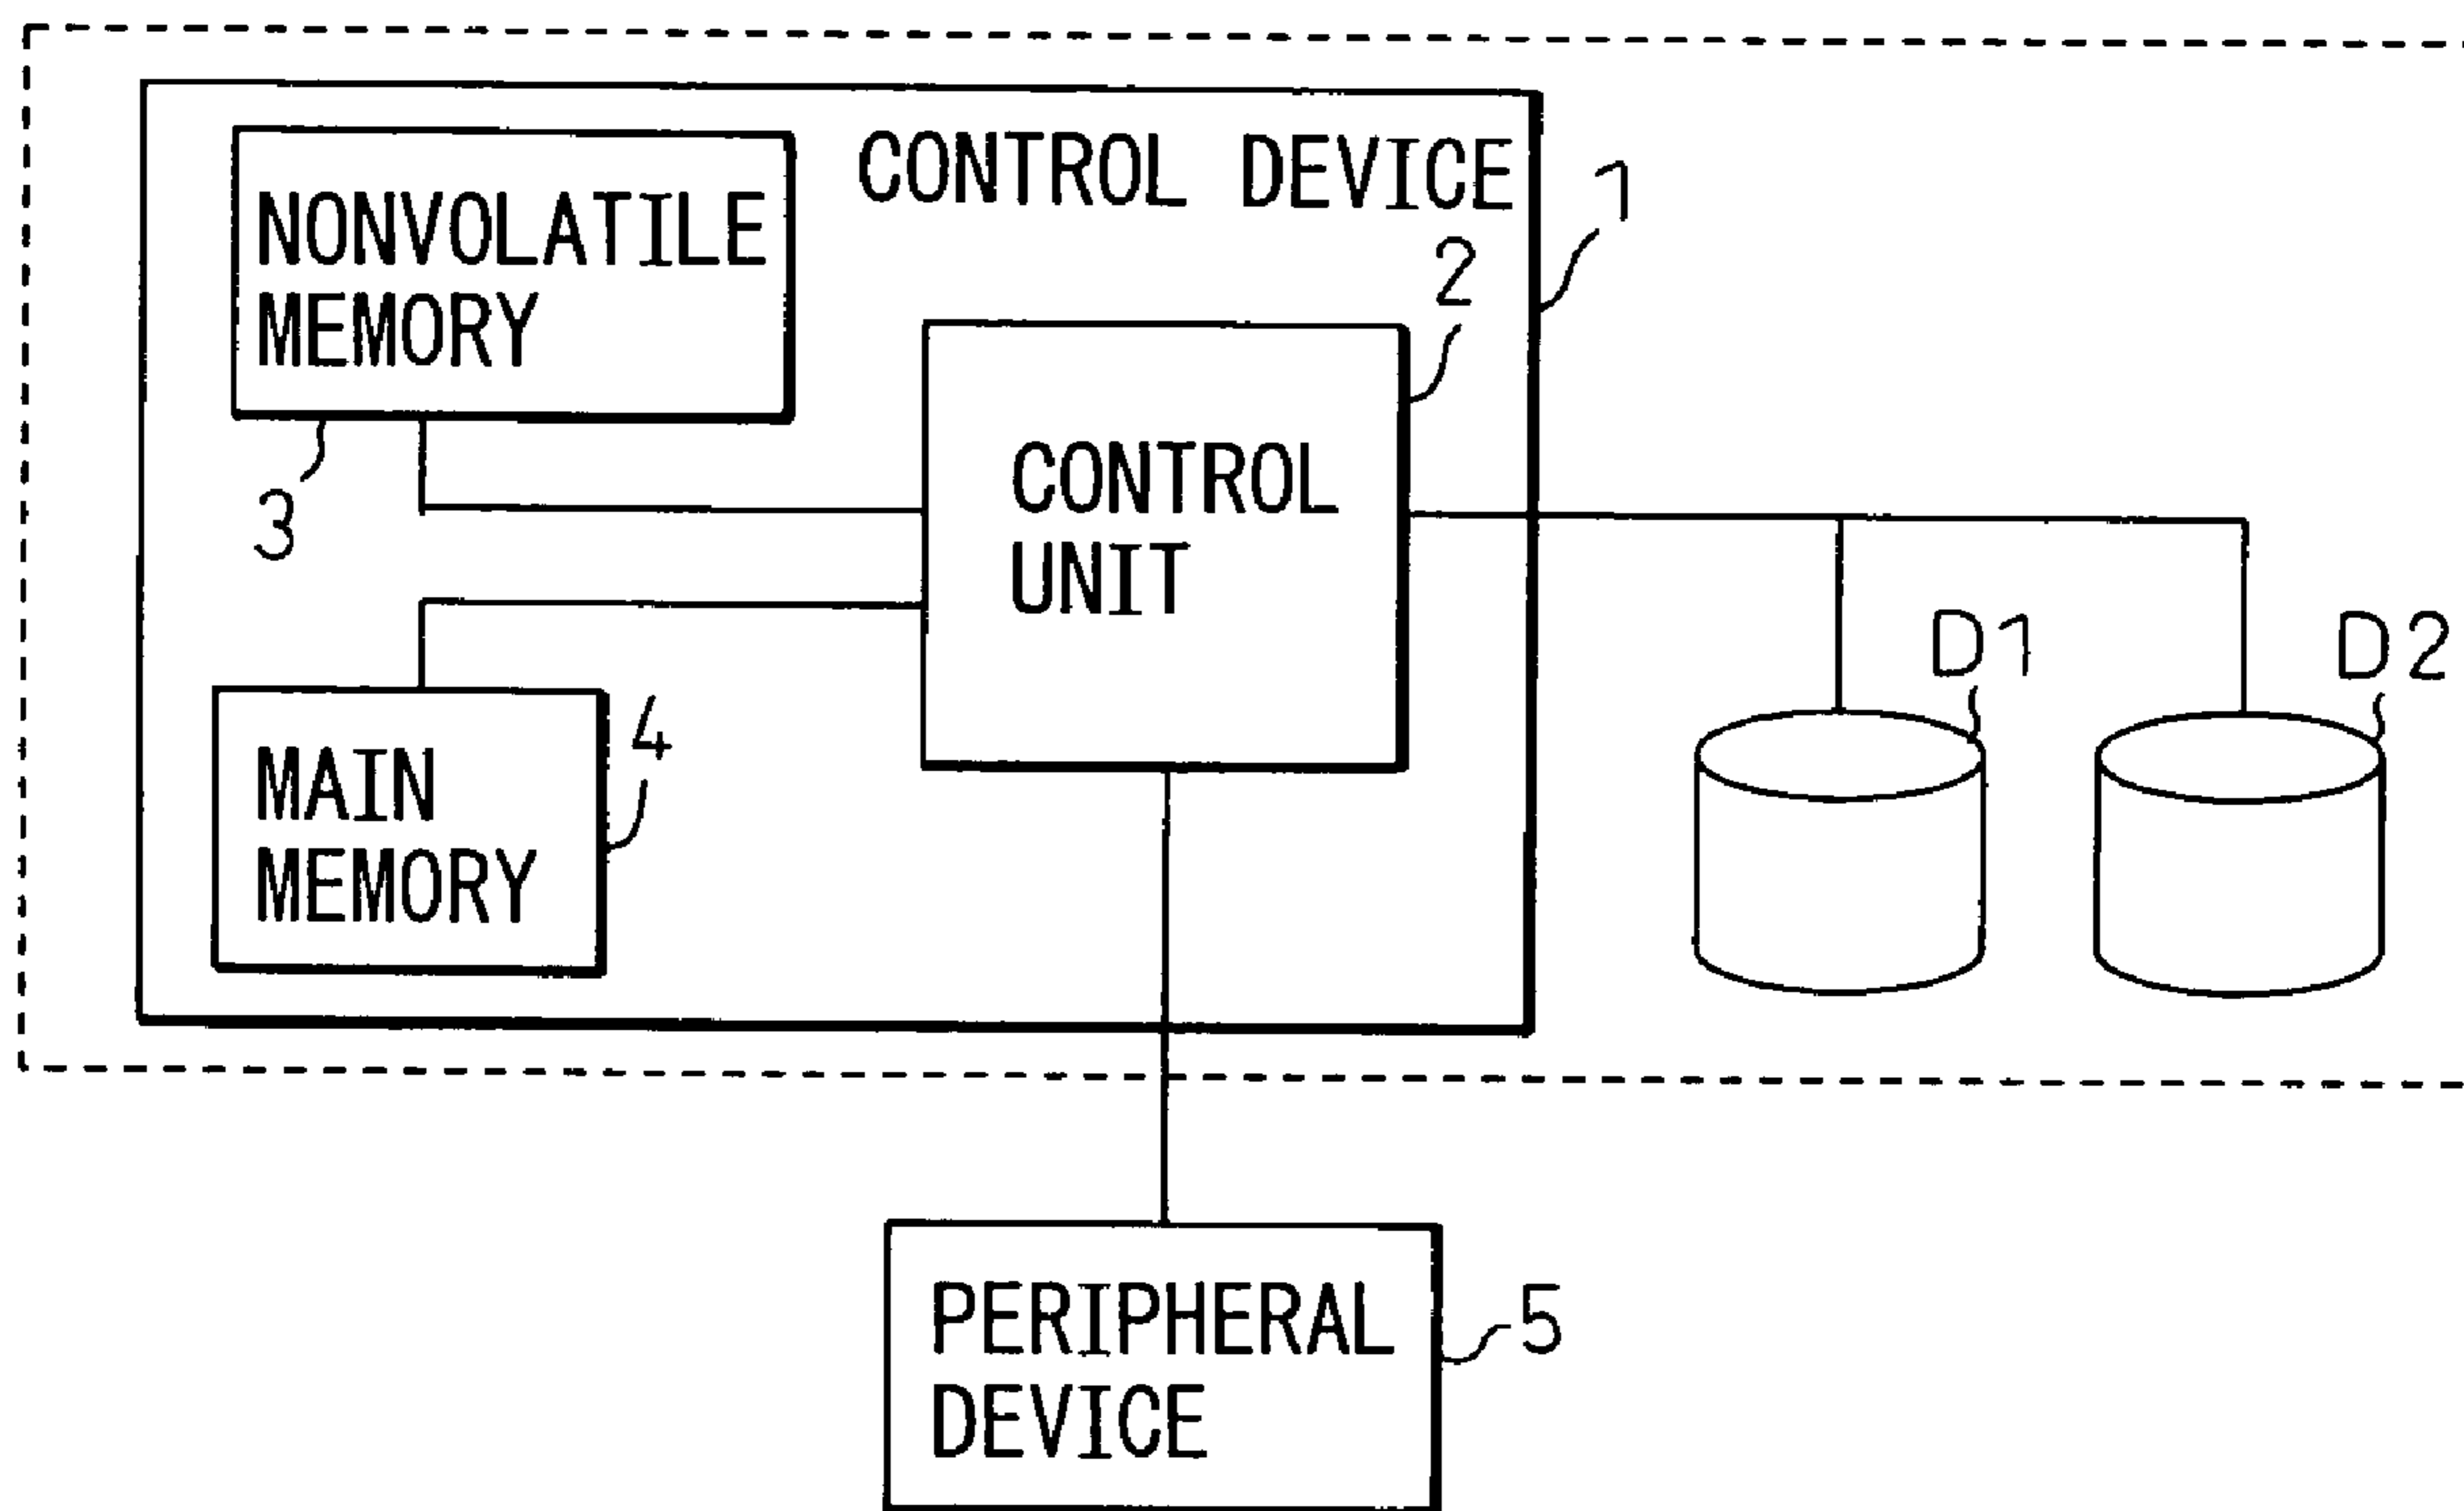 CONTROL DEVICE
1
NONVOLATILE
MEMORY
2
3
CONTROL
UNIT
D1
D2
4
MAIN
MEMORY
PERIPHERAL
DEVICE
5